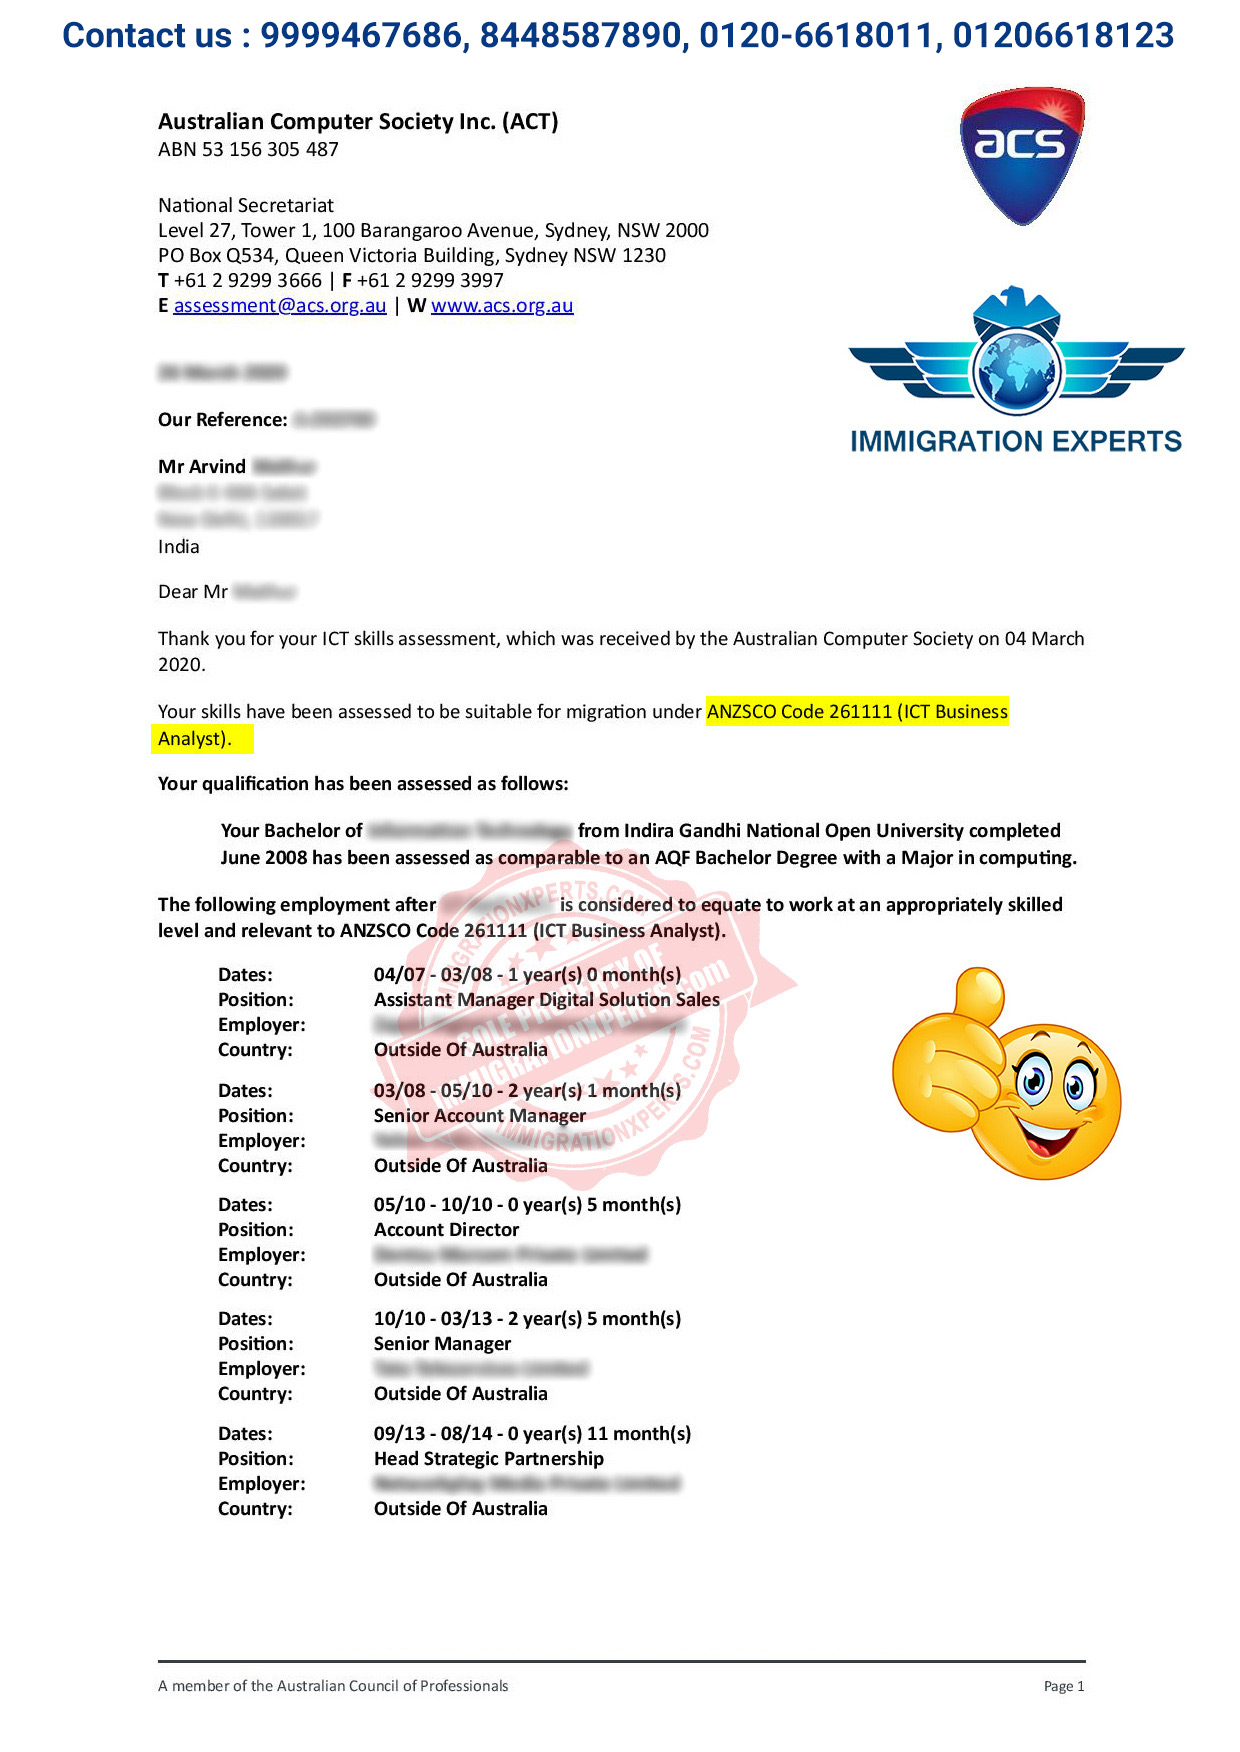 Contact us : 9999467686, 8448587890, 0120-6618011, 01206618123
Australian Computer Society Inc. (ACT)
ABN 53 156 305 487
acs
National Secretariat
Level 27, Tower 1, 100 Barangaroo Avenue, Sydney, NSW 2000
PO Box Q534, Queen Victoria Building, Sydney NSW 1230
T +61 2 9299 3666 | F +61 2 9299 3997
E assessment@acs.org.au | W www.acs.org.au
IMMIGRATION EXPERTS
Our Reference:
Mr Arvind
India
Dear Mr
Thank you for your ICT skills assessment, which was received by the Australian Computer Society on 04 March
2020.
Your skills have been assessed to be suitable for migration under ANZSCO Code 261111 (ICT Business
Analyst).
Your qualification has been assessed as follows:
Your Bachelor of from Indira Gandhi National Open University completed
June 2008 has been assessed as comparable to an AQF Bachelor Degree with a Major in computing.
The following employment after is considered to equate to work at an appropriately skilled
level and relevant to ANZSCO Code 261111 (ICT Business Analyst).
IMMIGRATIONXPERTS.COM
SOLE PROPERTY OF
IMMIGRATIONXPERTS.com
IMMIGRATIONXPERTS.COM
Dates: 04/07 - 03/08 - 1 year(s) 0 month(s)
Position: Assistant Manager Digital Solution Sales
Employer:
Country: Outside Of Australia
Dates: 03/08 - 05/10 - 2 year(s) 1 month(s)
Position: Senior Account Manager
Employer:
Country: Outside Of Australia
Dates: 05/10 - 10/10 - 0 year(s) 5 month(s)
Position: Account Director
Employer:
Country: Outside Of Australia
Dates: 10/10 - 03/13 - 2 year(s) 5 month(s)
Position: Senior Manager
Employer:
Country: Outside Of Australia
Dates: 09/13 - 08/14 - 0 year(s) 11 month(s)
Position: Head Strategic Partnership
Employer:
Country: Outside Of Australia
A member of the Australian Council of Professionals
Page 1